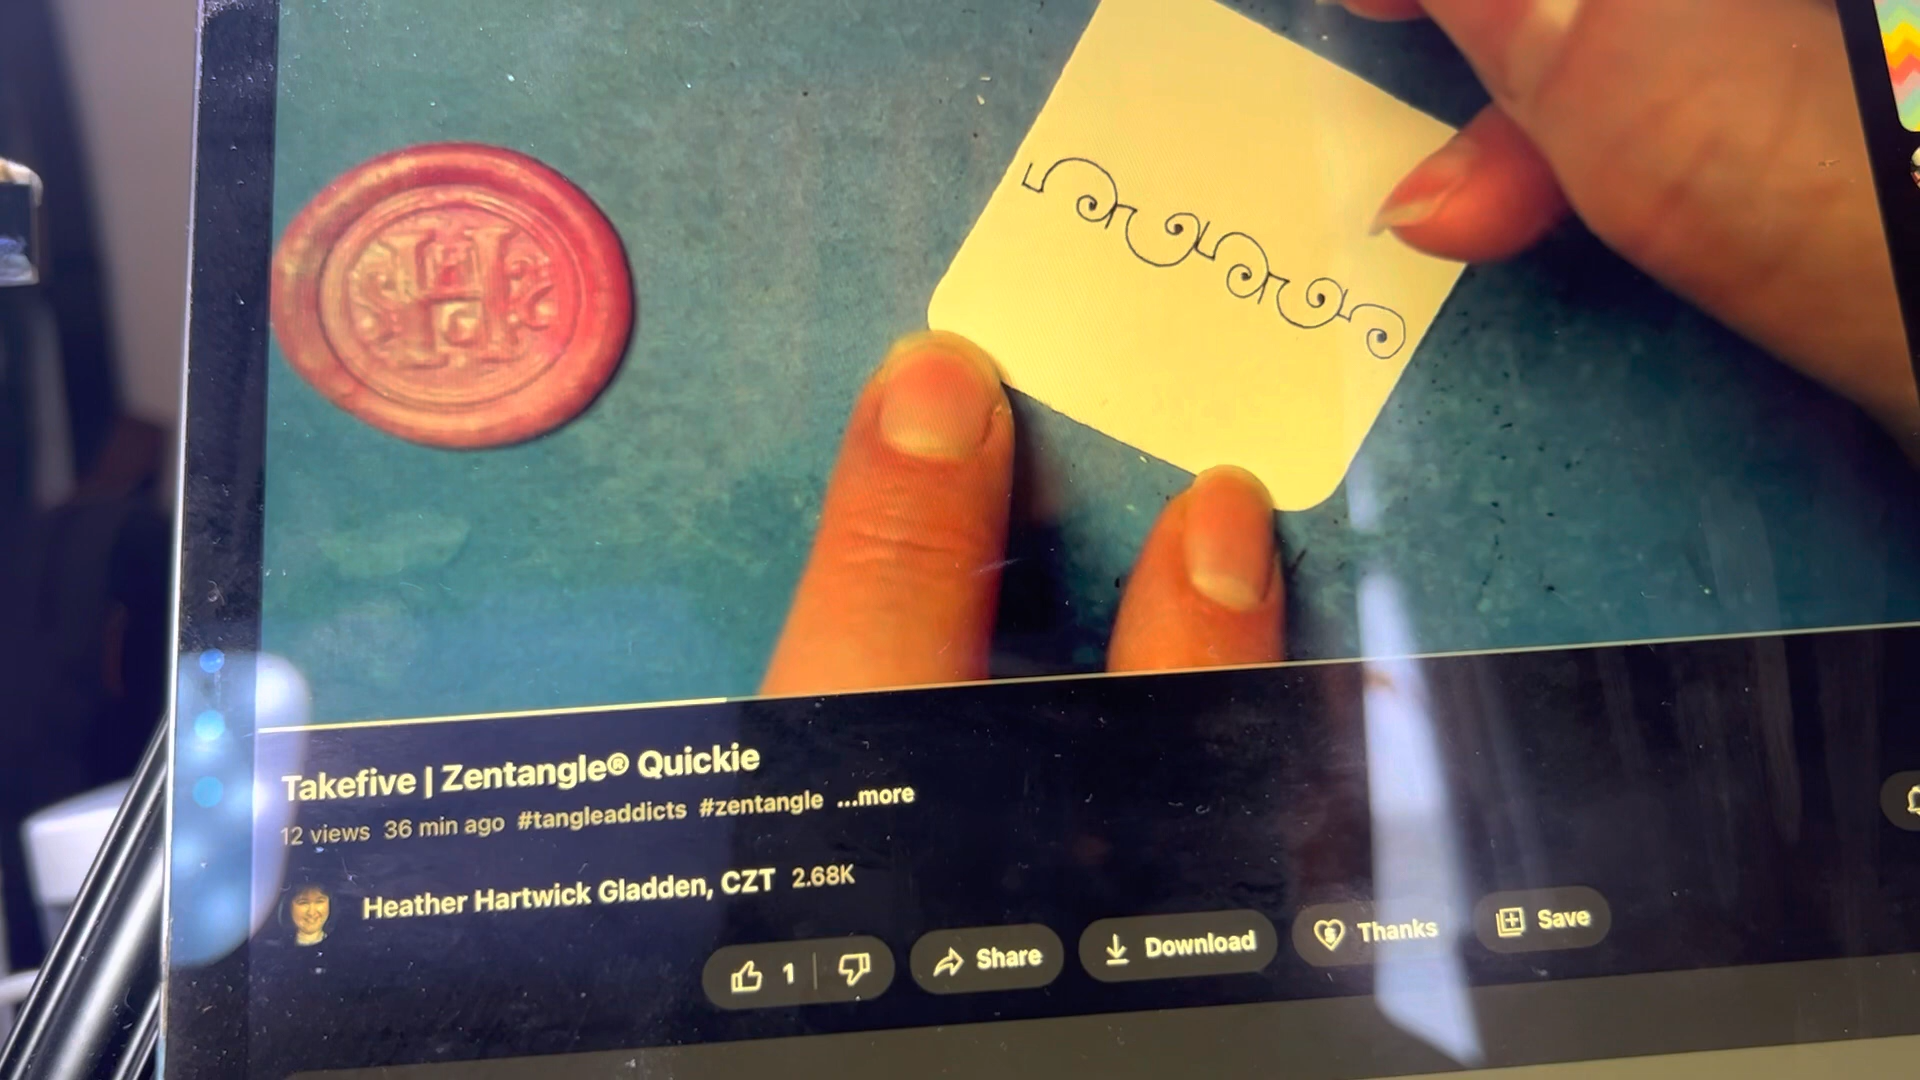 Takefive | Zentangle® Quickie
12 views 36 min ago #tangleaddicts #zentangle ...more
Heather Hartwick Gladden, CZT 2.68K
1 Share Download Thanks Save